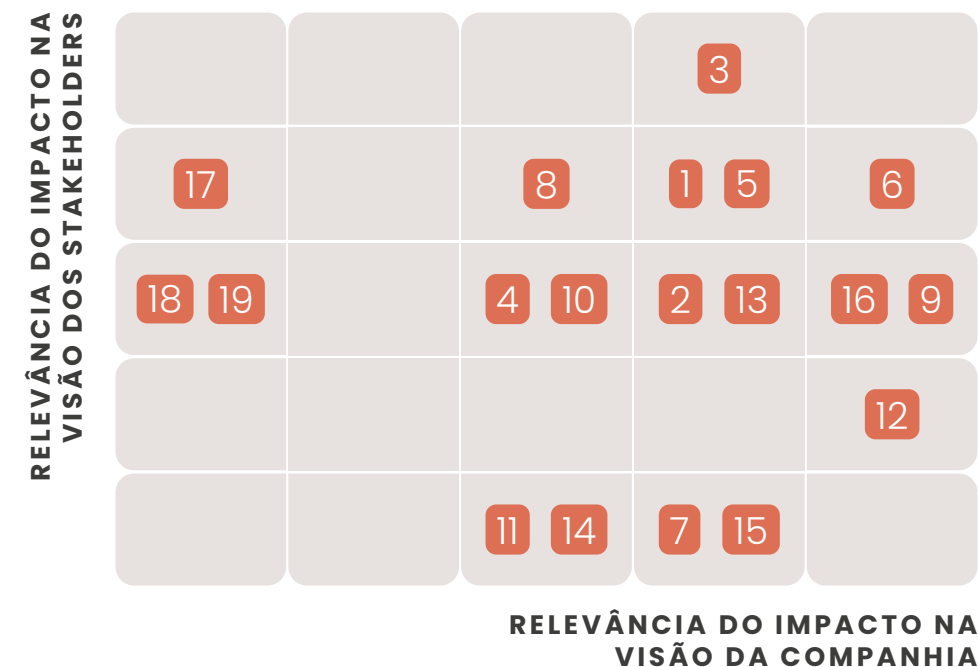 RELEVÂNCIA DO IMPACTO NA
VISÃO DOS STAKEHOLDERS
3
17 8 1 5 6
18 19 4 10 2 13 16 9
12
11 14 7 15
RELEVÂNCIA DO IMPACTO NA
VISÃO DA COMPANHIA